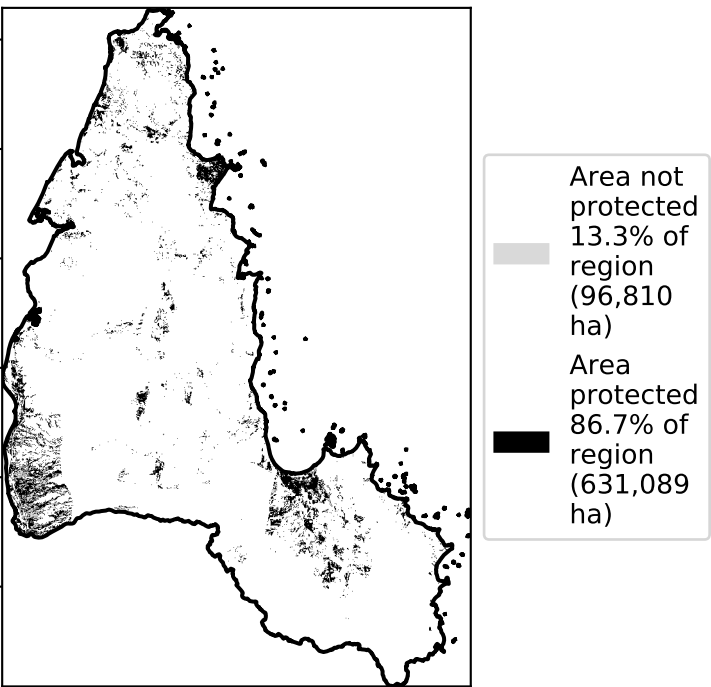 Area not
protected
13.3% of
region
(96,810
ha)
Area
protected
86.7% of
region
(631,089
ha)